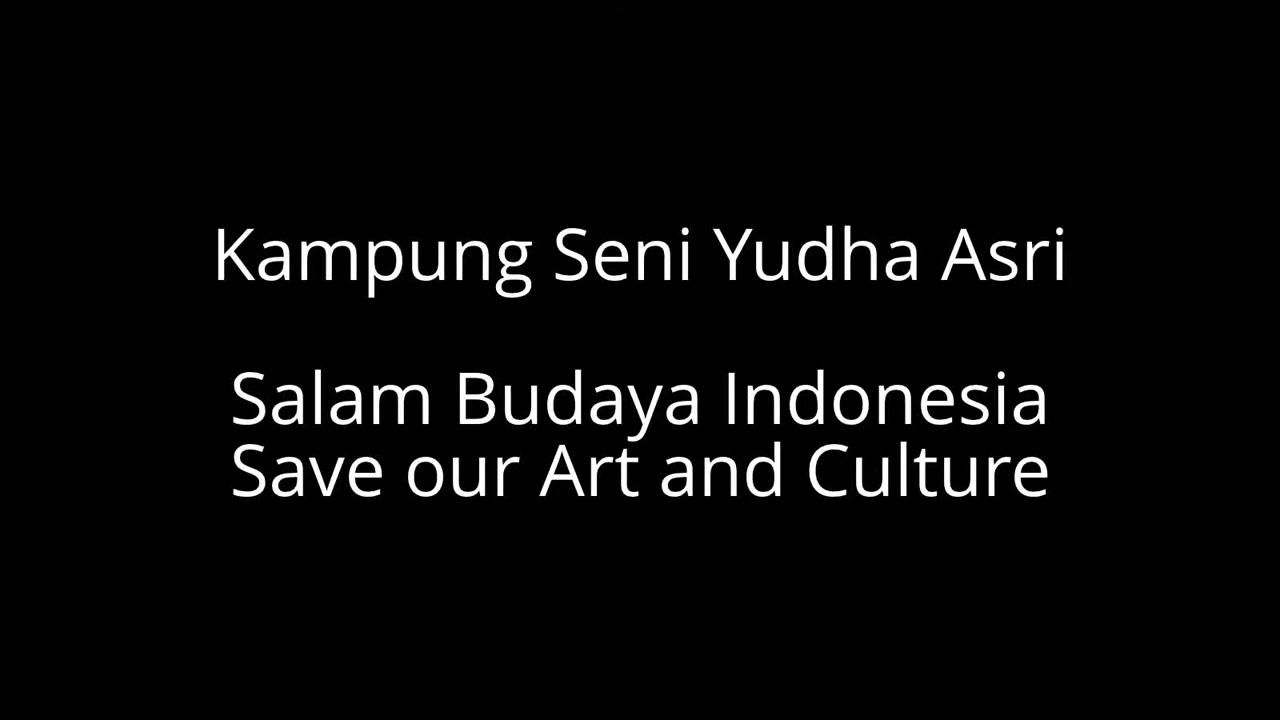 Kampung Seni Yudha Asri
Salam Budaya Indonesia
Save our Art and Culture